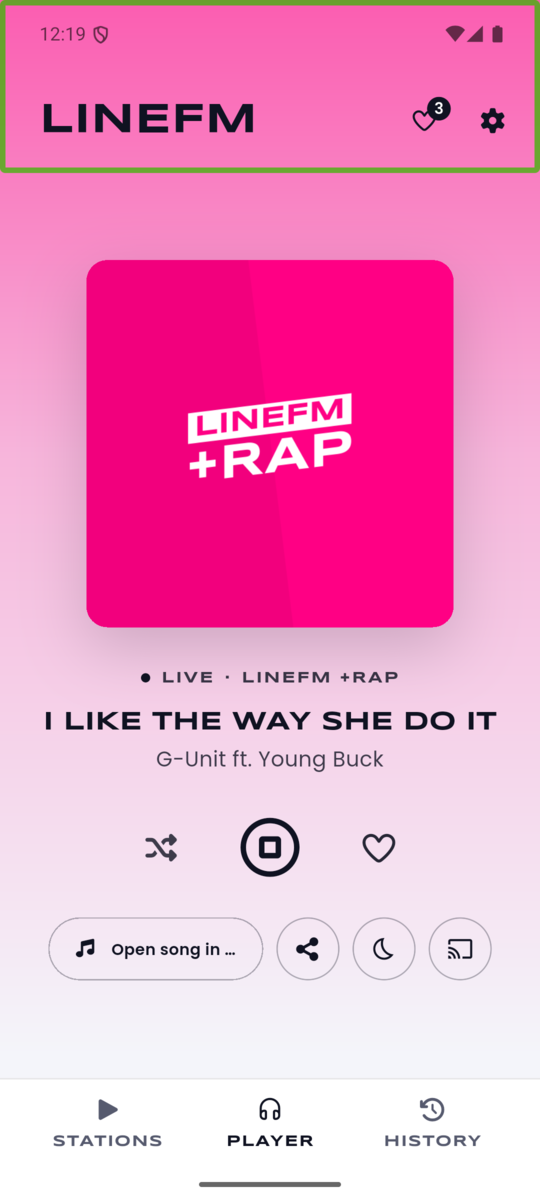 12:19
LINEFM
3
LINEFM
+RAP
LIVE · LINEFM +RAP
I LIKE THE WAY SHE DO IT
G-Unit ft. Young Buck
Open song in ...
STATIONS
PLAYER
HISTORY